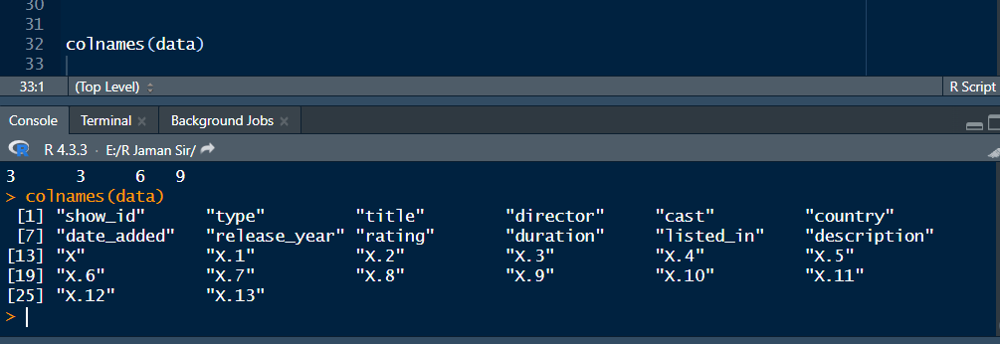 30
31
32 colnames(data)
33
33:1 (Top Level) R Script
Console Terminal Background Jobs
R R 4.3.3 · E:/R Jaman Sir/
3 3 6 9
> colnames(data)
[1] "show_id" "type" "title" "director" "cast" "country"
[7] "date_added" "release_year" "rating" "duration" "listed_in" "description"
[13] "X" "X.1" "X.2" "X.3" "X.4" "X.5"
[19] "X.6" "X.7" "X.8" "X.9" "X.10" "X.11"
[25] "X.12" "X.13"
>